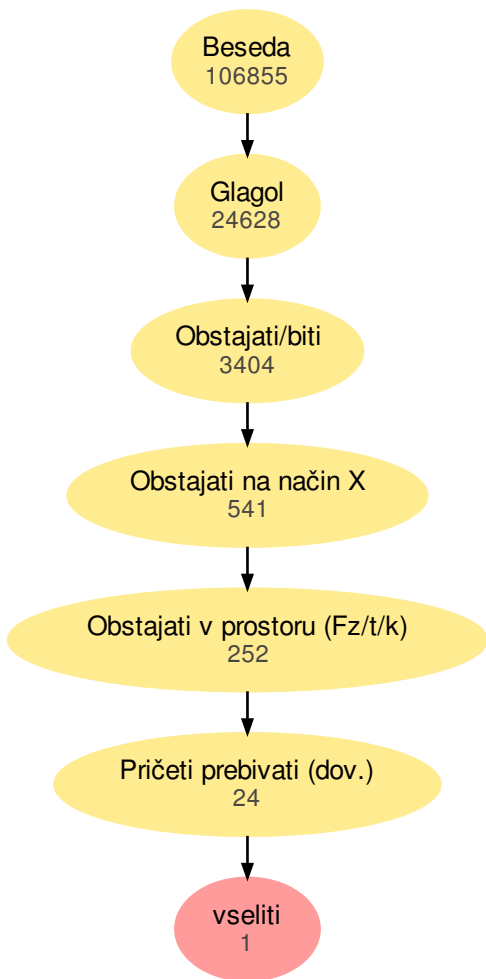 Beseda
106855
Glagol
24628
Obstajati/biti
3404
Obstajati na način X
541
Obstajati v prostoru (Fz/t/k)
252
Pričeti prebivati (dov.)
24
vseliti
1